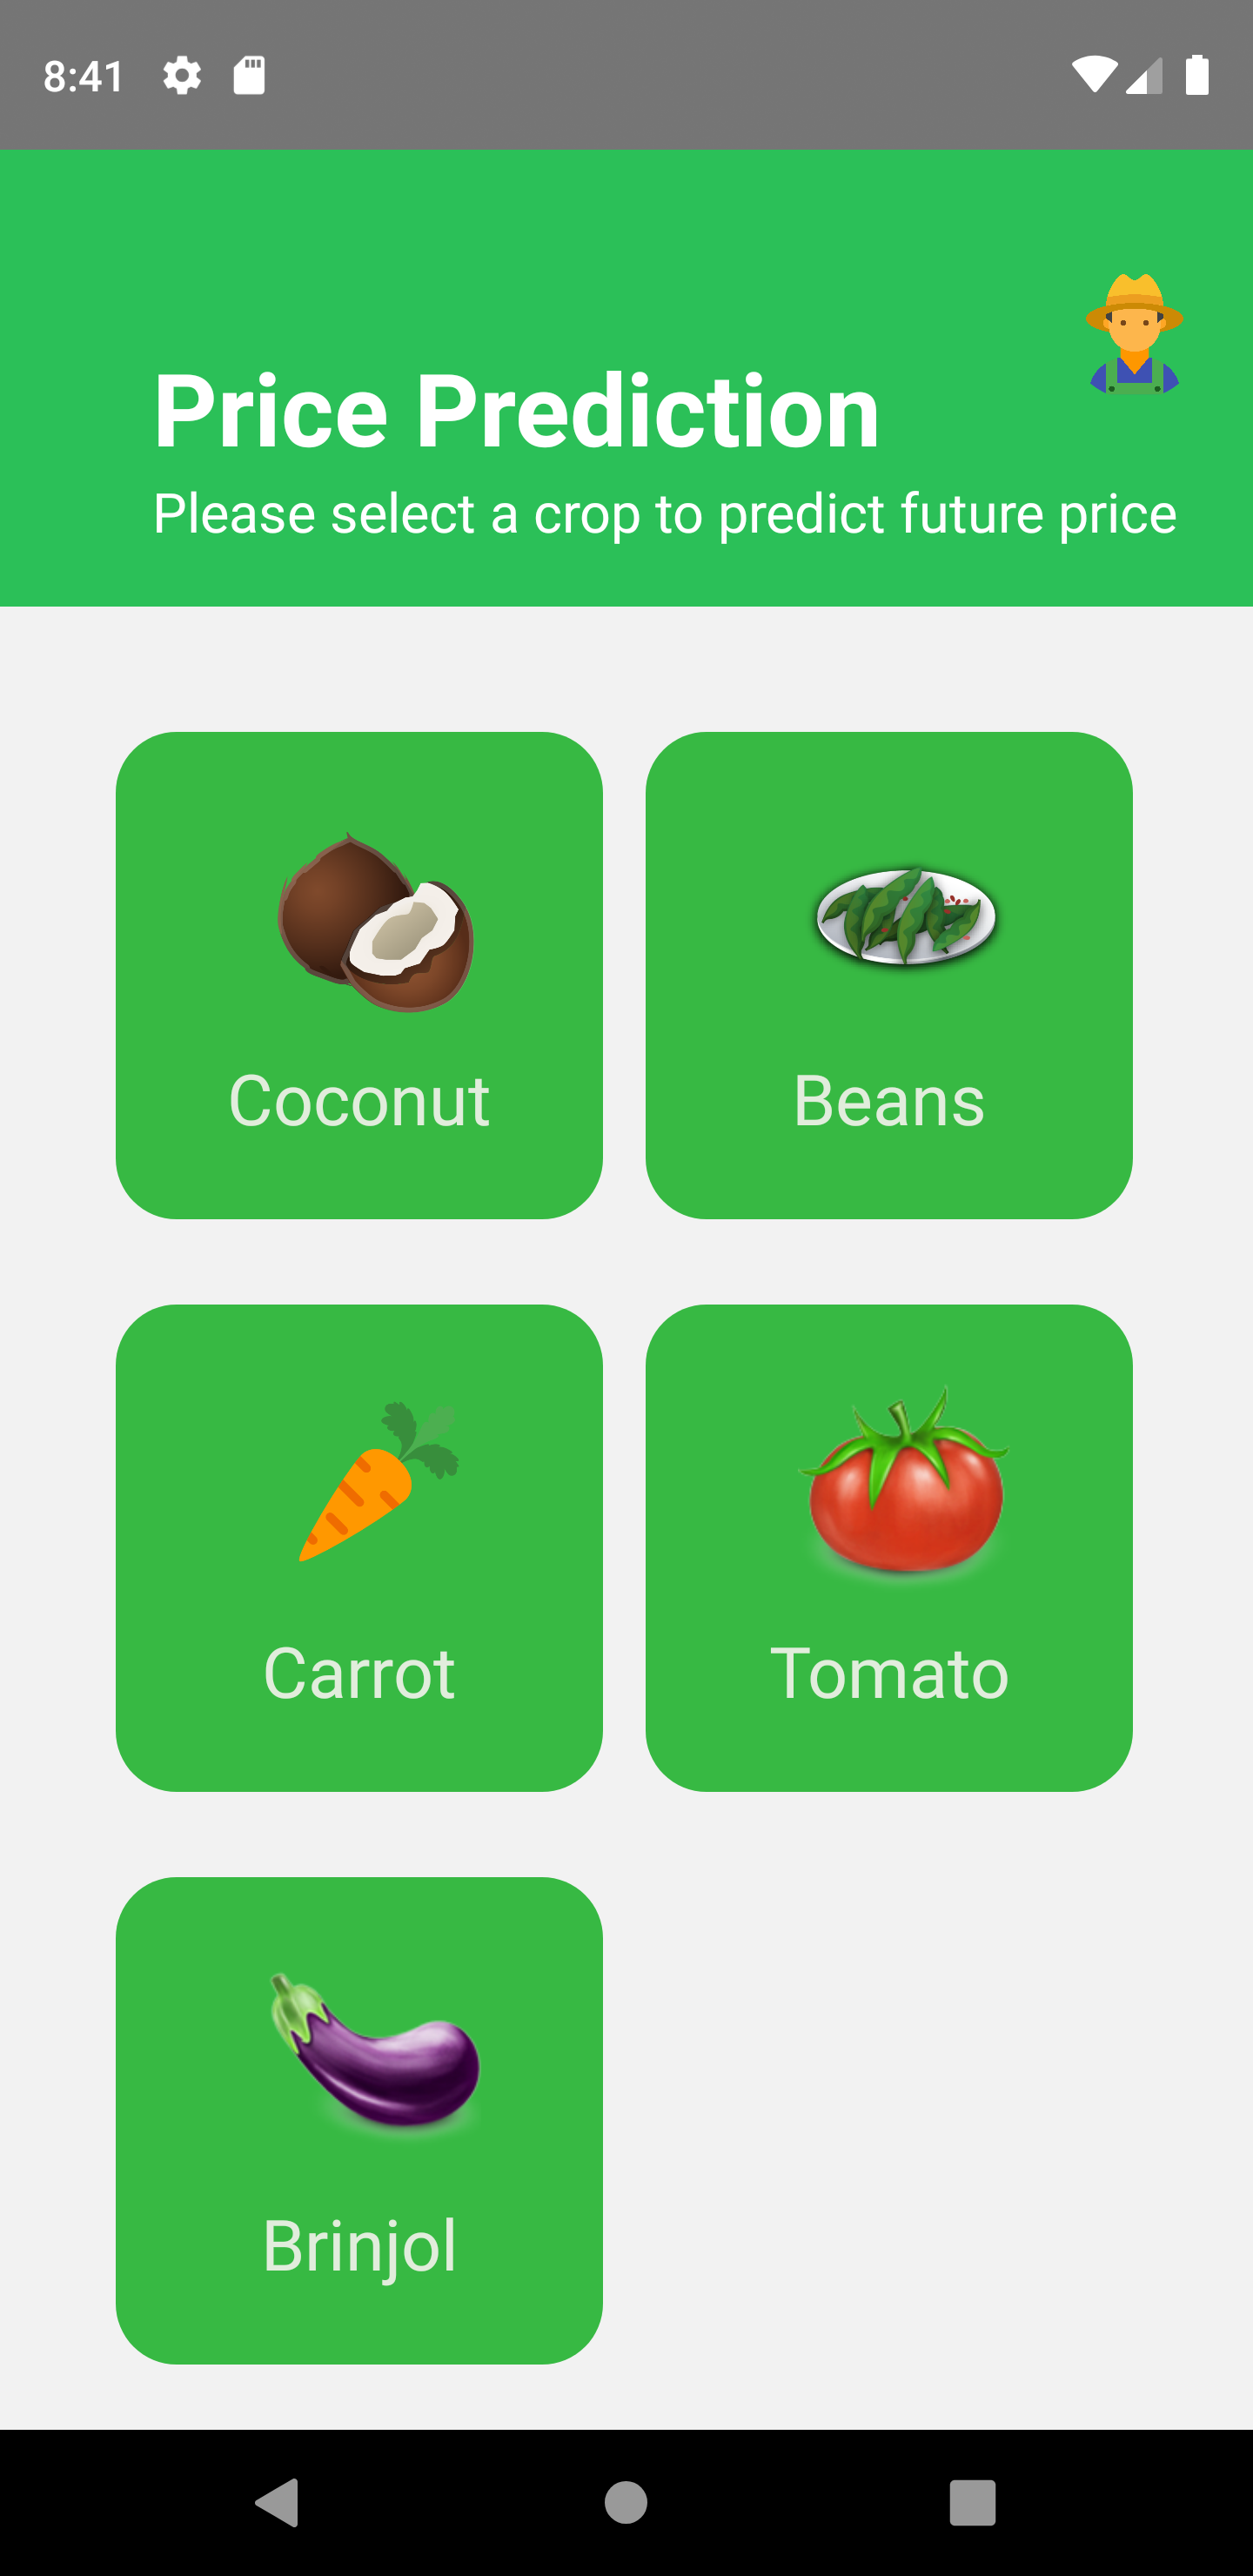 8:41
Price Prediction
Please select a crop to predict future price
Coconut
Beans
Carrot
Tomato
Brinjol